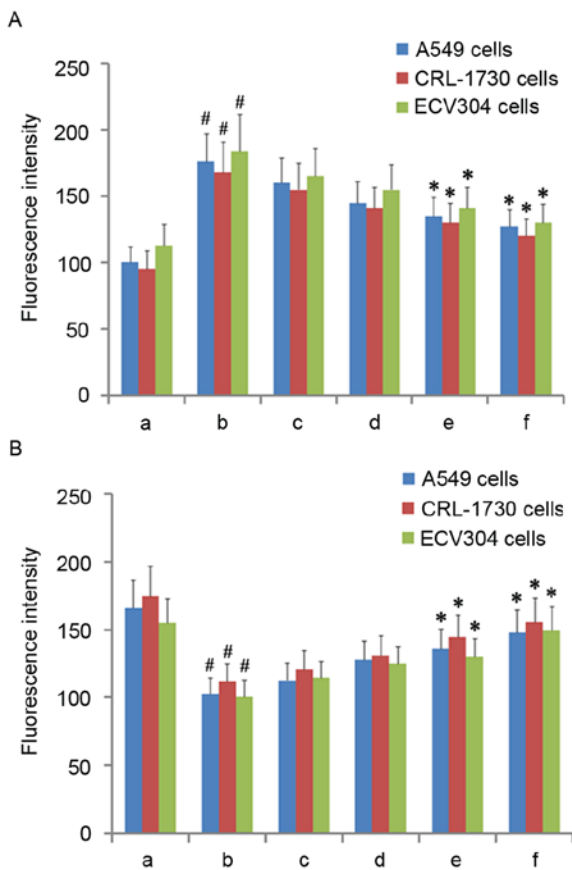 A
A549 cells
CRL-1730 cells
ECV304 cells
Fluorescence intensity
250
200
150
100
50
0
# # #
* * *
* * *
a b c d e f
B
A549 cells
CRL-1730 cells
ECV304 cells
Fluorescence intensity
250
200
150
100
50
0
# # #
* * *
* * *
a b c d e f